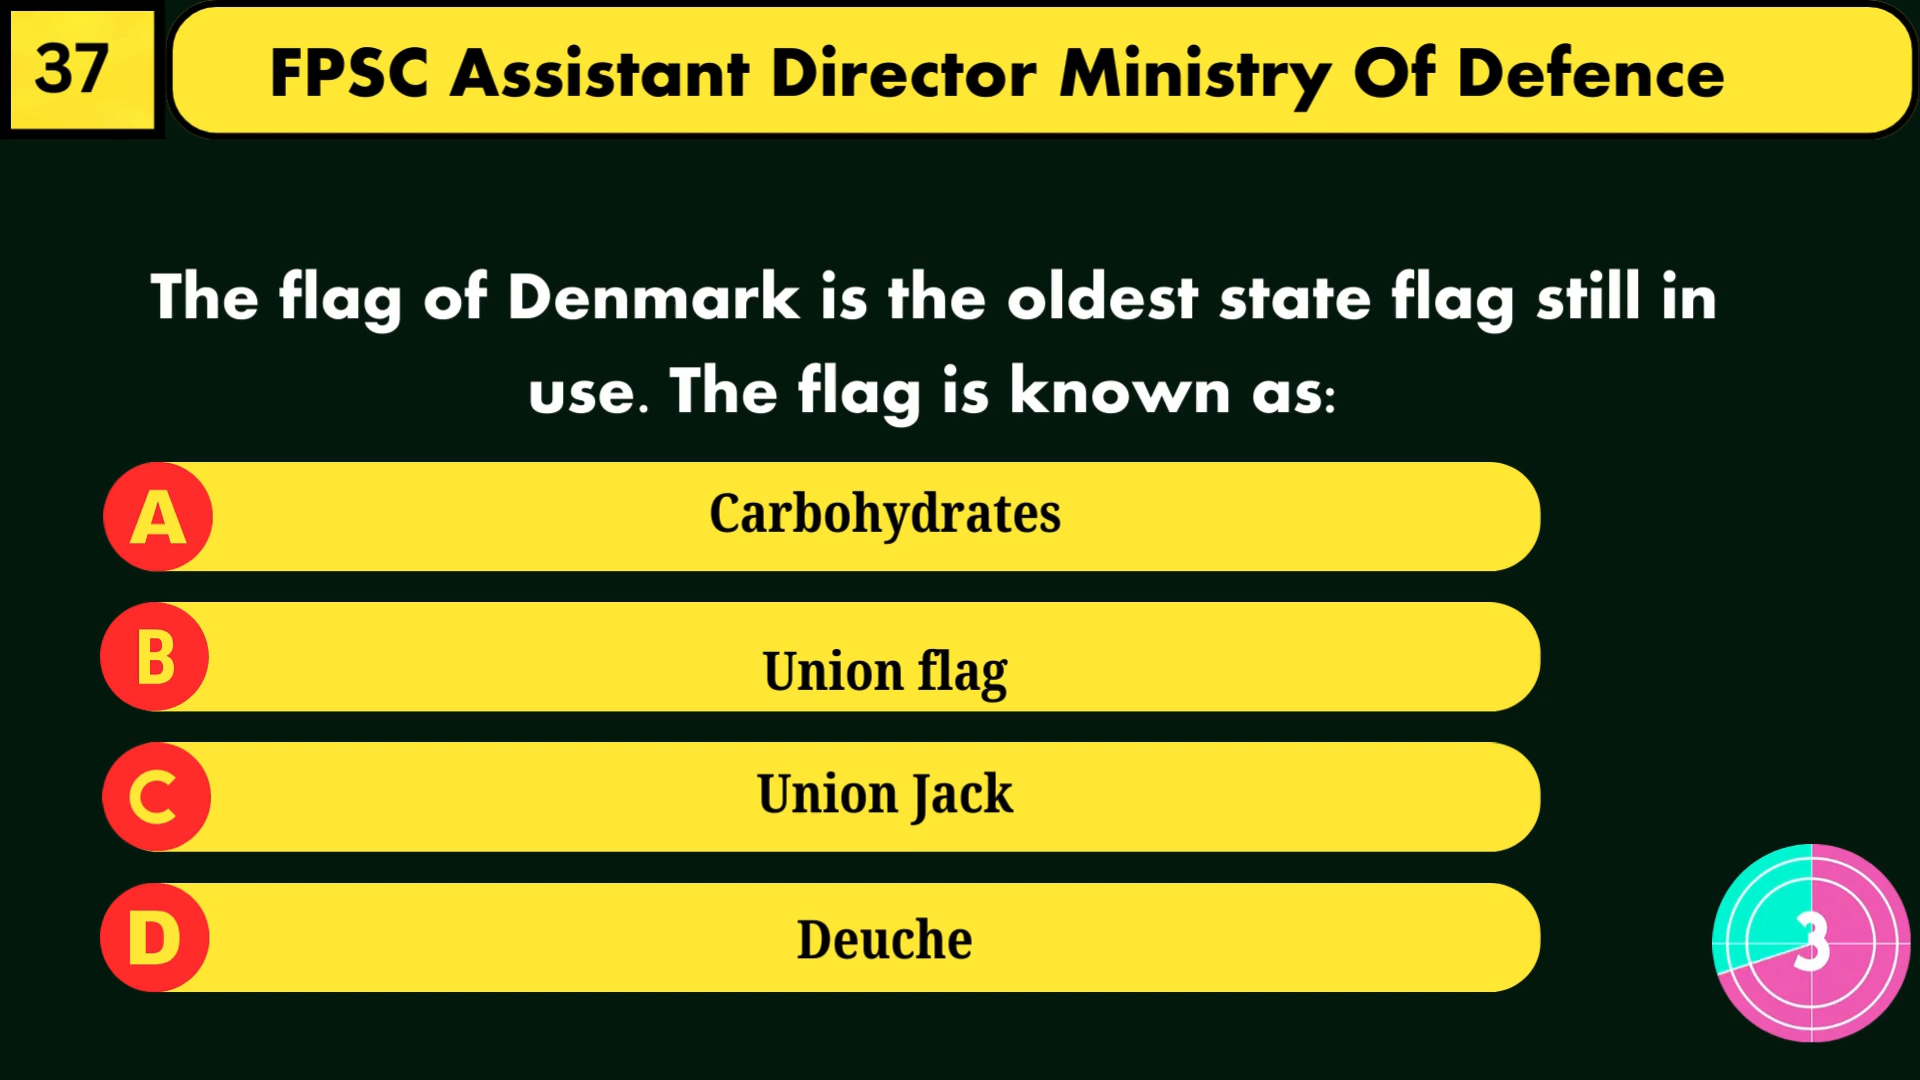 37
FPSC Assistant Director Ministry Of Defence
The flag of Denmark is the oldest state flag still in
use. The flag is known as:
A
Carbohydrates
B
Union flag
C
Union Jack
D
Deuche
3